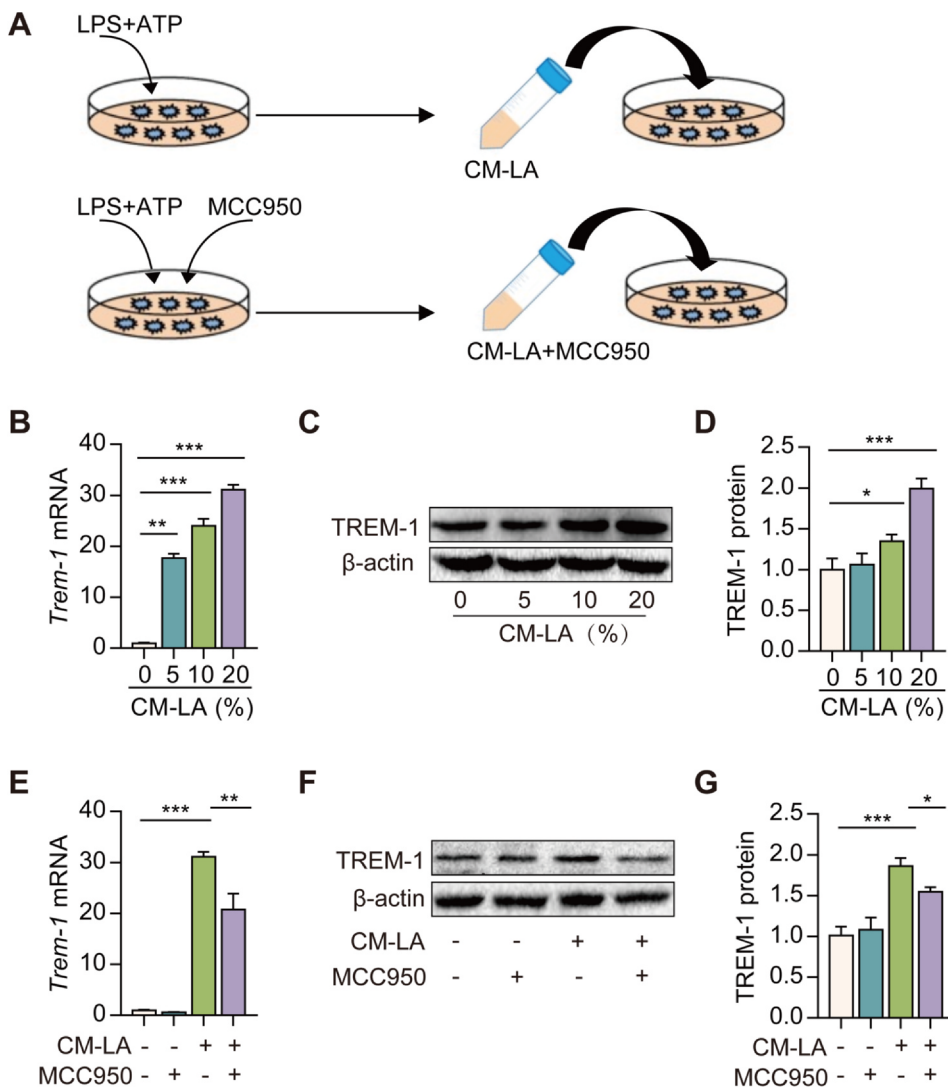 A
LPS+ATP
CM-LA
LPS+ATP MCC950
CM-LA+MCC950
B
Trem-1 mRNA
40
30
20
10
0
**
***
***
0 5 10 20
CM-LA (%)
C
TREM-1
β-actin
0 5 10 20
CM-LA (%)
D
TREM-1 protein
2.5
2.0
1.5
1.0
0.5
0.0
*
***
0 5 10 20
CM-LA (%)
E
Trem-1 mRNA
40
30
20
10
0
*** **
CM-LA - - + +
MCC950 - + - +
F
TREM-1
β-actin
CM-LA - - + +
MCC950 - + - +
G
TREM-1 protein
2.5
2.0
1.5
1.0
0.5
0.0
*** *
CM-LA - - + +
MCC950 - + - +